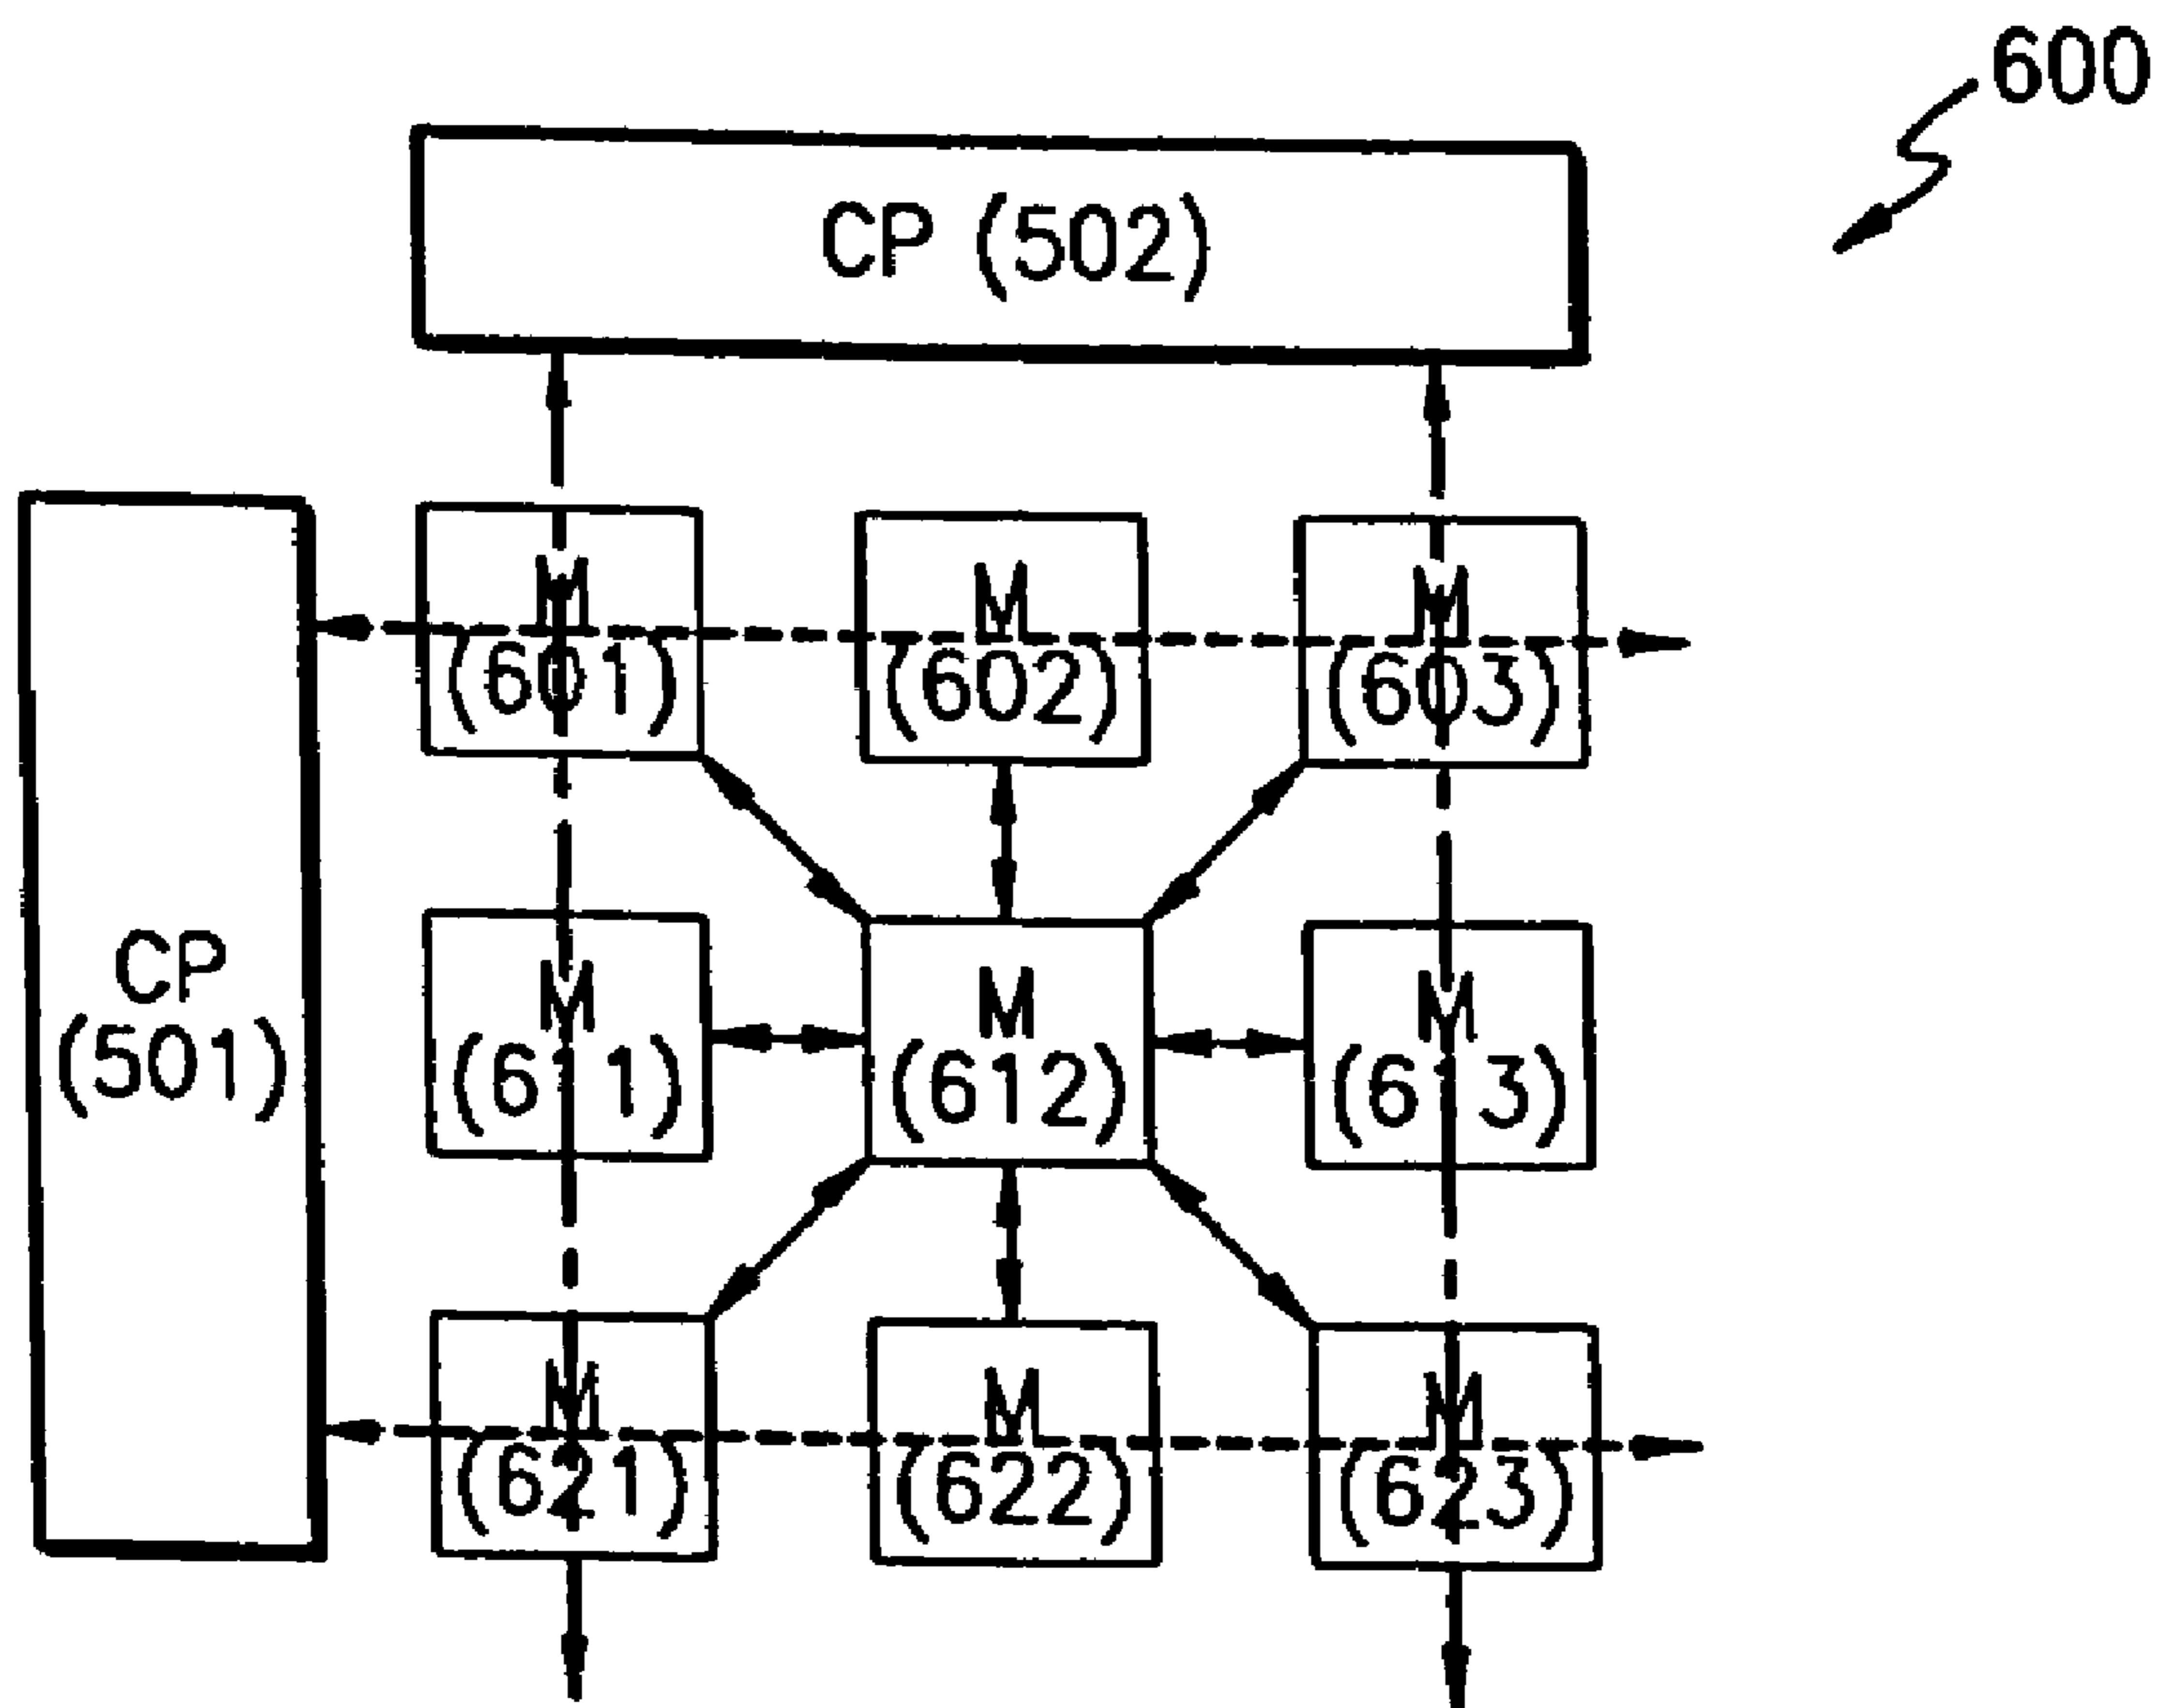 600
CP (502)
M
(601)
M
(602)
M
(603)
CP
(501)
M
(611)
M
(612)
M
(613)
M
(621)
M
(622)
M
(623)